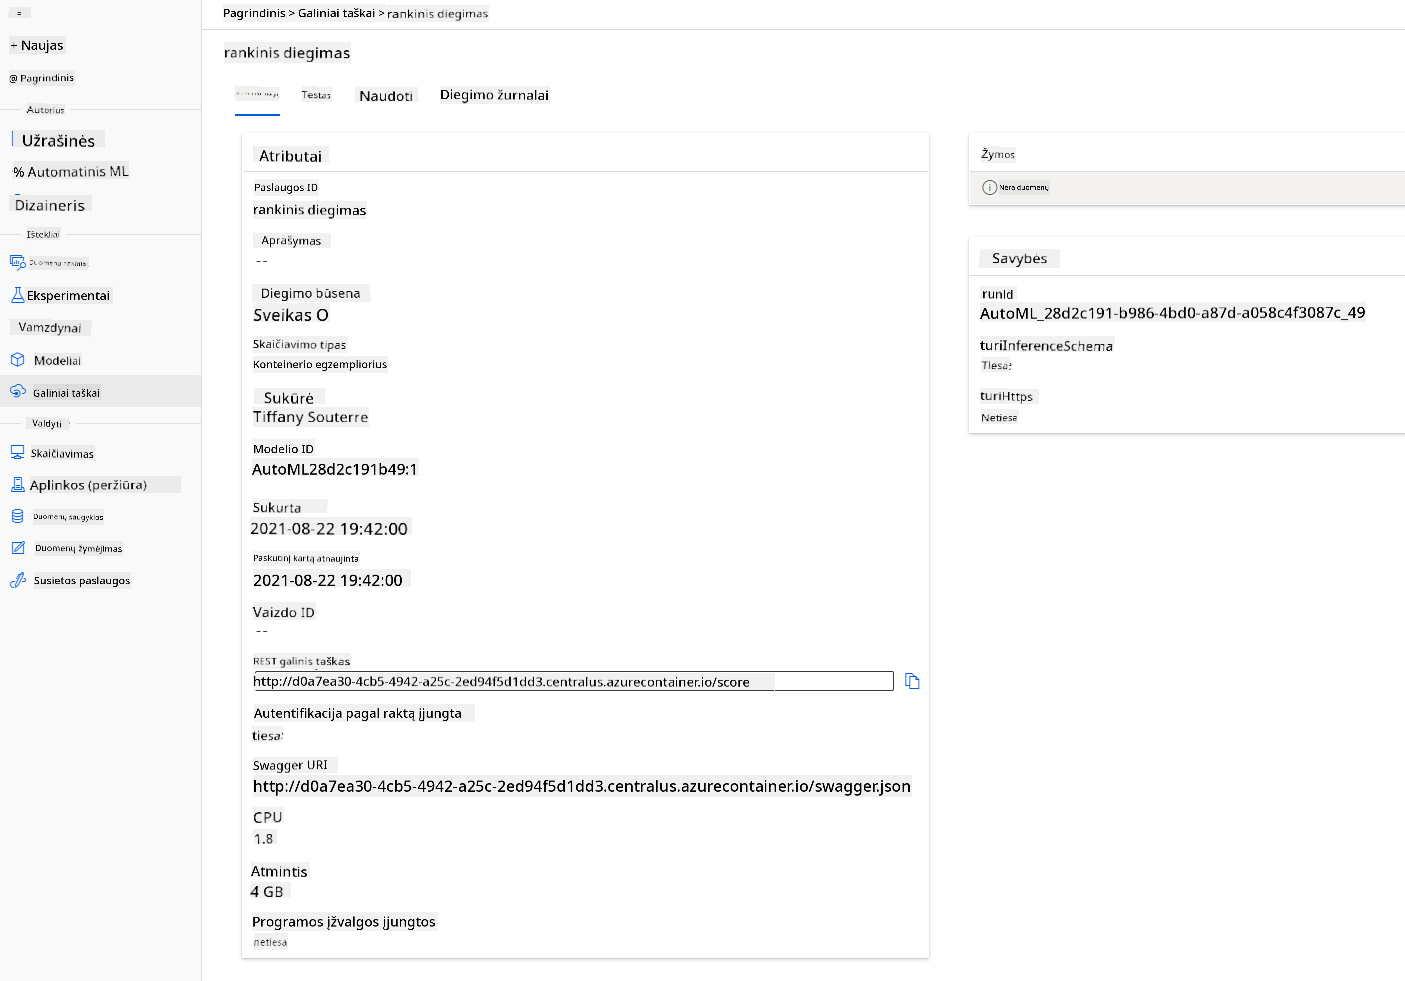 Pagrindinis > Galiniai taškai > rankinis diegimas
+ Naujas
Pagrindinis
Autorius
Užrašinės
% Automatinis ML
Dizaineris
Ištekliai
Eksperimentai
Vamzdynai
Modeliai
Galiniai taškai
Valdyti
Skaičiavimas
Aplinkos (peržiūra)
Duomenų saugyklos
Duomenų žymėjimas
Susietos paslaugos
rankinis diegimas
Testas
Naudoti
Diegimo žurnalai
Atributai
Paslaugos ID
rankinis diegimas
Aprašymas
--
Diegimo būsena
Sveikas O
Skaičiavimo tipas
Konteinerio egzempliorius
Sukūrė
Tiffany Souterre
Modelio ID
AutoML28d2c191b49:1
Sukurta
2021-08-22 19:42:00
Paskutinį kartą atnaujinta
2021-08-22 19:42:00
Vaizdo ID
--
REST galinis taškas
http://d0a7ea30-4cb5-4942-a25c-2ed94f5d1dd3.centralus.azurecontainer.io/score
Autentifikacija pagal raktą įjungta
tiesa
Swagger URI
http://d0a7ea30-4cb5-4942-a25c-2ed94f5d1dd3.centralus.azurecontainer.io/swagger.json
CPU
1.8
Atmintis
4 GB
Programos įžvalgos įjungtos
netiesa
Žymos
Nėra duomenų
Savybės
runId
AutoML_28d2c191-b986-4bd0-a87d-a058c4f3087c_49
turiInferenceSchema
Tiesa
turiHttps
Netiesa